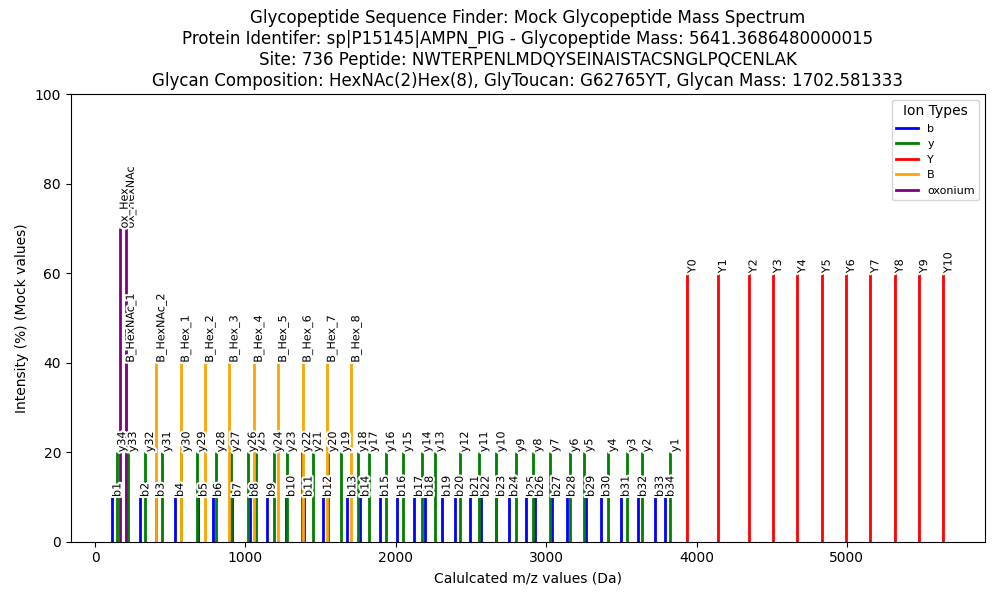 Glycopeptide Sequence Finder: Mock Glycopeptide Mass Spectrum
Protein Identifer: sp|P15145|AMPN_PIG - Glycopeptide Mass: 5641.3686480000015
Site: 736 Peptide: NWTERPENLMDQYSEINAISTACSNGLPQCENLAK
Glycan Composition: HexNAc(2)Hex(8), GlyToucan: G62765YT, Glycan Mass: 1702.581333
Intensity (%) (Mock values)
100
80
60
40
20
0
Ion Types
b
y
Y
B
oxonium
ox_Hex
ox_HexNAc
B_HexNAc_1
B_HexNAc_2
B_Hex_1
B_Hex_2
B_Hex_3
B_Hex_4
B_Hex_5
B_Hex_6
B_Hex_7
B_Hex_8
Y0
Y1
Y2
Y3
Y4
Y5
Y6
Y7
Y8
Y9
Y10
y34
y33
y32
y31
y30
y29
y28
y27
y26
y25
y24
y23
y22
y21
y20
y19
y18
y17
y16
y15
y14
y13
y12
y11
y10
y9
y8
y7
y6
y5
y4
y3
y2
y1
b1
b2
b3
b4
b5
b6
b7
b8
b9
b10
b11
b12
b13
b14
b15
b16
b17
b18
b19
b20
b21
b22
b23
b24
b25
b26
b27
b28
b29
b30
b31
b32
b33
b34
0
1000
2000
3000
4000
5000
Calulcated m/z values (Da)